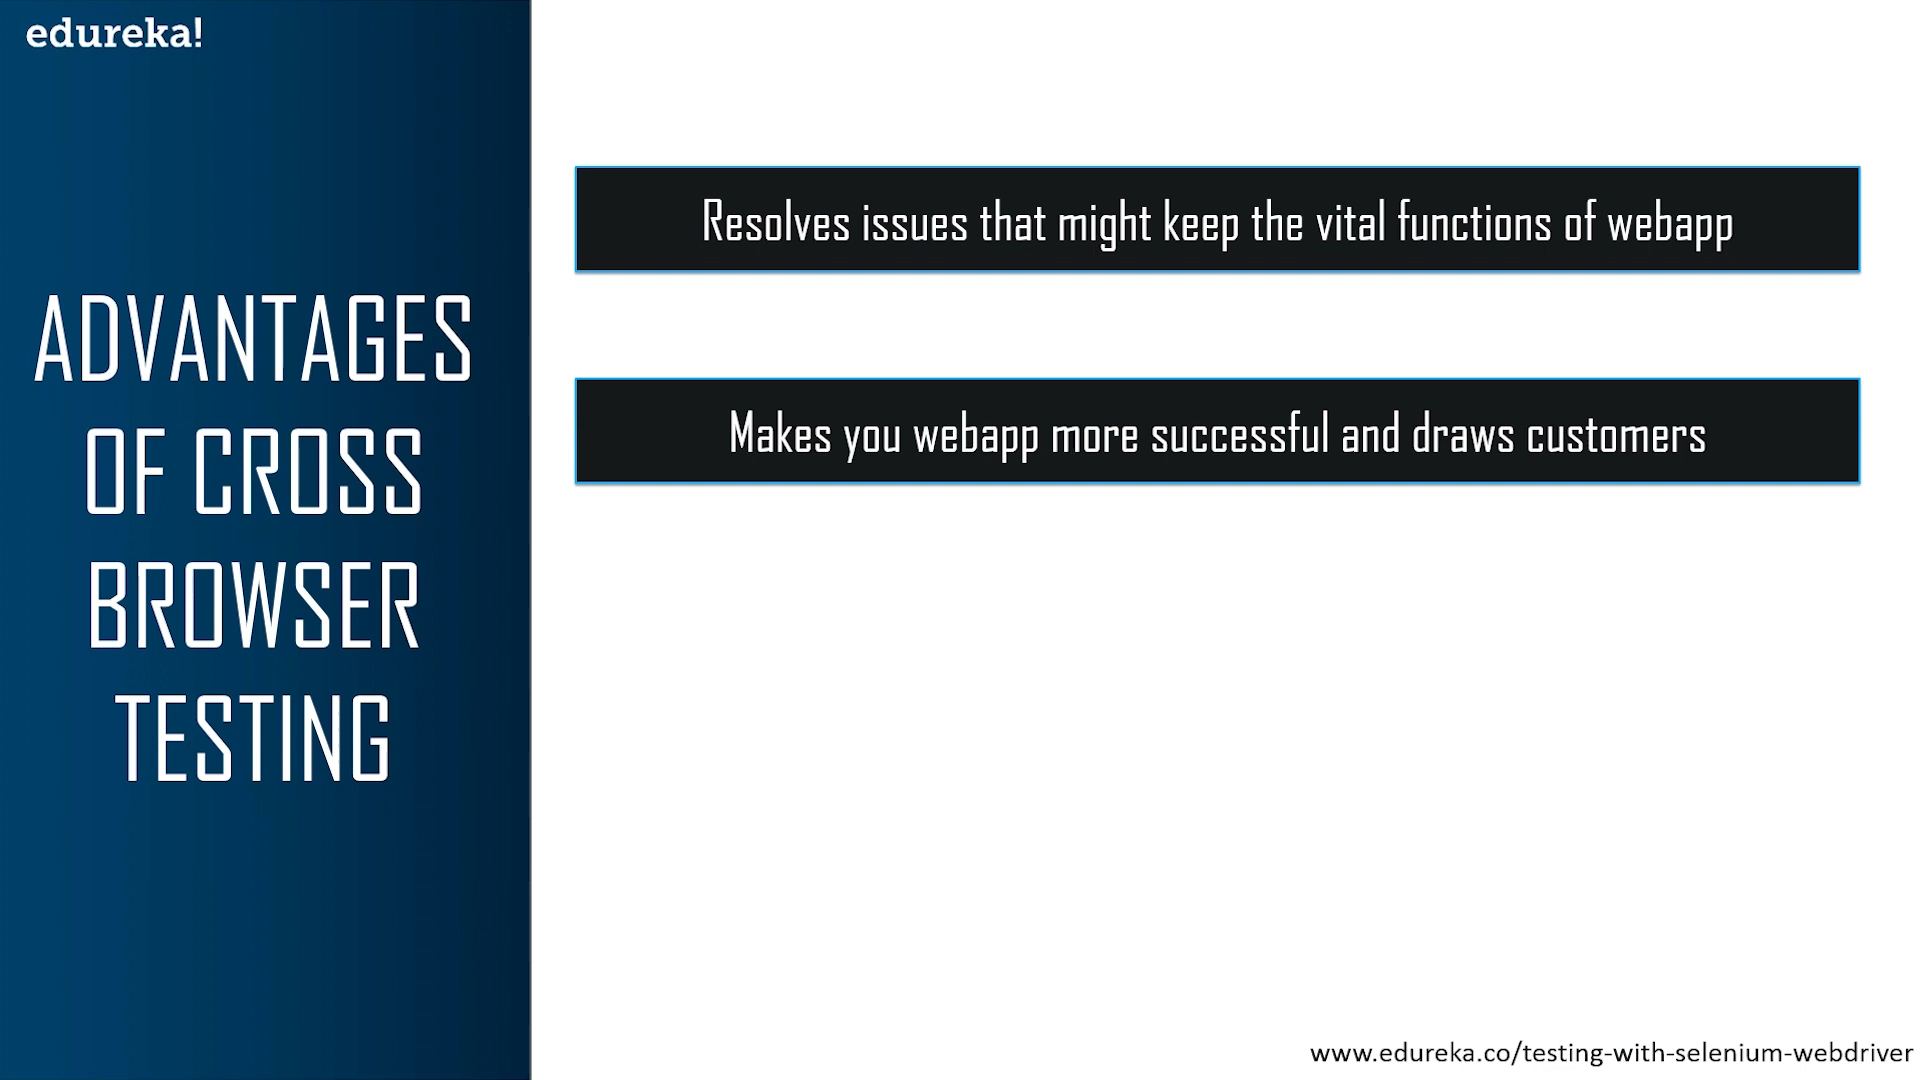 edureka!
ADVANTAGES
OF CROSS
BROWSER
TESTING
Resolves issues that might keep the vital functions of webapp
Makes you webapp more successful and draws customers
www.edureka.co/testing-with-selenium-webdriver